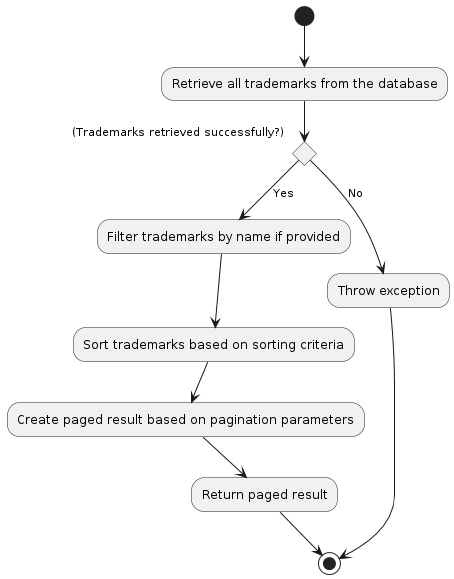 Retrieve all trademarks from the database
(Trademarks retrieved successfully?)
Yes
No
Filter trademarks by name if provided
Throw exception
Sort trademarks based on sorting criteria
Create paged result based on pagination parameters
Return paged result